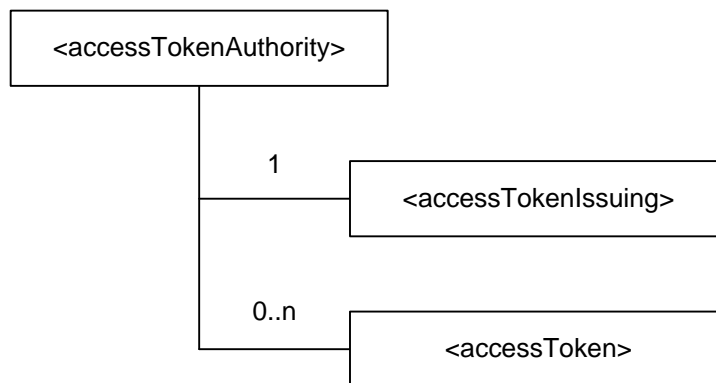 <accessTokenAuthority>
1
<accessTokenIssuing>
0..n
<accessToken>